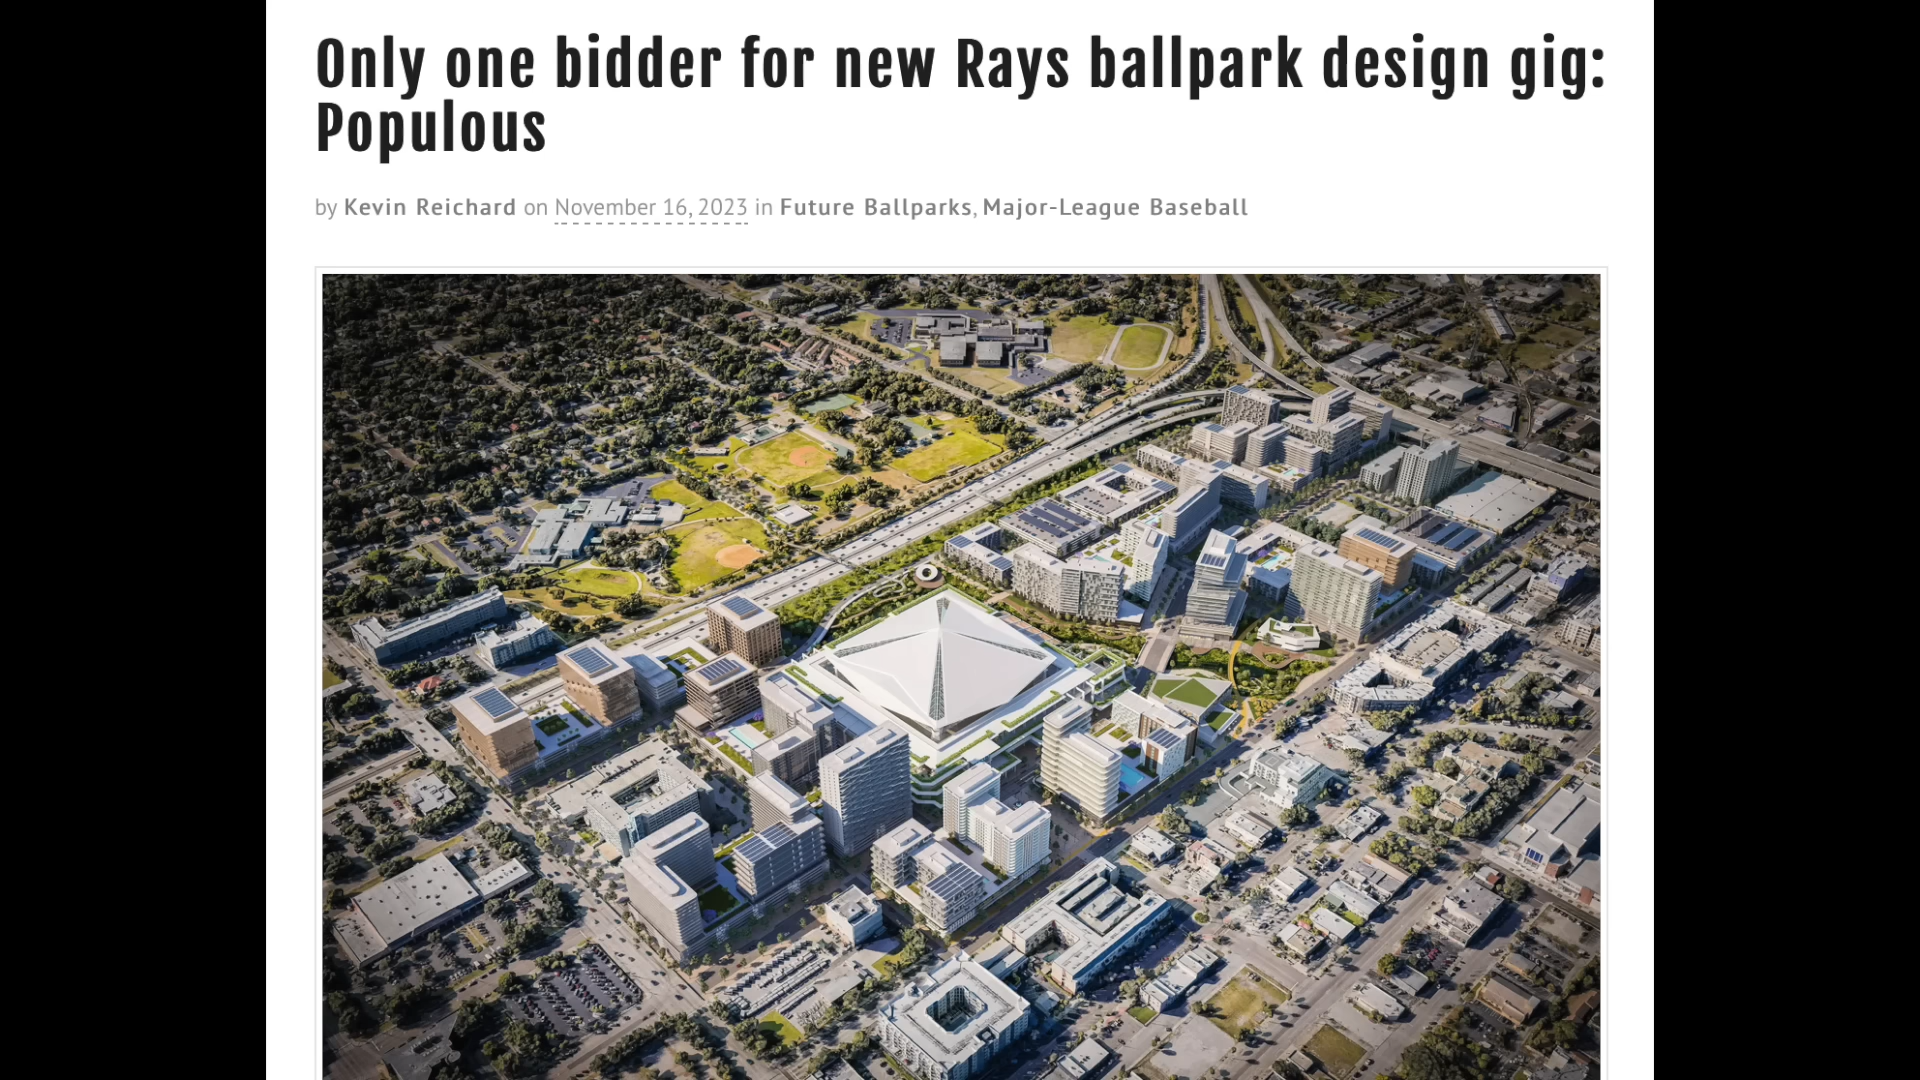 Only one bidder for new Rays ballpark design gig:
Populous
by Kevin Reichard on November 16, 2023 in Future Ballparks, Major-League Baseball